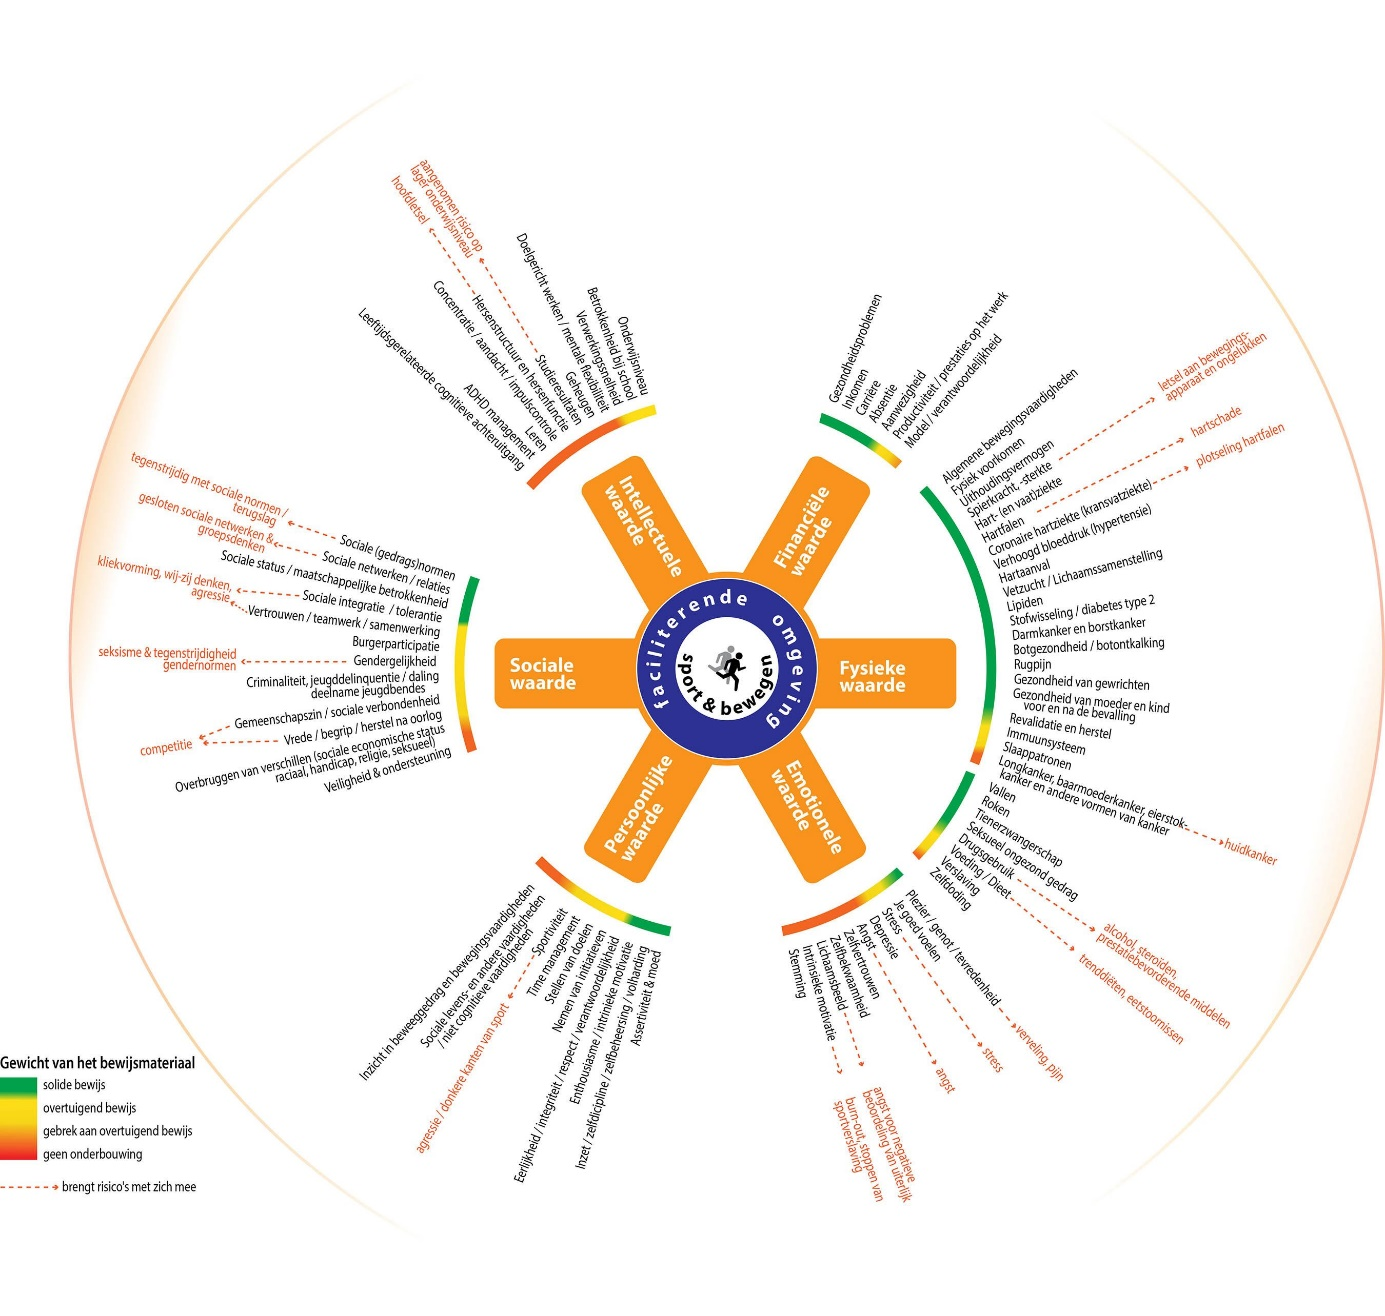 faciliterende omgeving
sport & bewegen
Intellectuele
waarde
Financiële
waarde
Fysieke
waarde
Emotionele
waarde
Persoonlijke
waarde
Sociale
waarde
aangenomen risico op
lager onderwijsniveau
hoofdletsel
Leeftijdsgerelateerde cognitieve achteruitgang
ADHD management
Leren
Concentratie / aandacht / impulscontrole
Hersenstructuur en hersenfunctie
Studieresultaten
Geheugen
Doelgericht werken / mentale flexibiliteit
Verwerkingssnelheid
Betrokkenheid bij school
Onderwijsniveau
Gezondheidsproblemen
Inkomen
Carrière
Absentie
Aanwezigheid
Productiviteit / prestaties op het werk
Model / verantwoordelijkheid
Algemene bewegingsvaardigheden
Fysiek voorkomen
Uithoudingsvermogen
Spierkracht, -sterkte
Hart- (en vaat)ziekte
Hartfalen
Coronaire hartziekte (kransvatziekte)
Verhoogd bloeddruk (hypertensie)
Hartaanval
Vetzucht / Lichaamssamenstelling
Lipiden
Stofwisseling / diabetes type 2
Darmkanker en borstkanker
Botgezondheid / botontkalking
Rugpijn
Gezondheid van gewrichten
Gezondheid van moeder en kind
voor en na de bevalling
Revalidatie en herstel
Immuunsysteem
Slaappatronen
Longkanker, baarmoederkanker, eierstok-
kanker en andere vormen van kanker
letsel aan bewegings-
apparaat en ongelukken
hartschade
plotseling hartfalen
huidkanker
Vallen
Roken
Tienerzwangerschap
Seksueel ongezond gedrag
Drugsgebruik
Voeding / Dieet
Verslaving
Zelfdoding
alcohol, steroiden,
prestatiebevorderende middelen
trenddiëten, eetstoornissen
Plezier / genot / tevredenheid
Je goed voelen
Stress
Depressie
Angst
Zelfvertrouwen
Zelfbekwaamheid
Lichaamsbeeld
Intrinsieke motivatie
Stemming
verveling, pijn
stress
angst
angst voor negatieve
beoordeling van uiterlijk
burn-out, stoppen van
sportverslaving
Inzicht in beweeggedrag en bewegingsvaardigheden
Sociale levens- en andere vaardigheden
/ niet cognitieve vaardigheden
Sportiviteit
Time management
Stellen van doelen
Nemen van initiatieven
Eerlijkheid / integriteit / respect / verantwoordelijkheid
Enthousiasme / intrinieke motivatie
Inzet / zelfdicipline / zelfbeheersing / volharding
Assertiviteit & moed
agressie / donkere kanten van sport
Sociale (gedrags)normen
Sociale netwerken / relaties
Sociale status / maatschappelijke betrokkenheid
Sociale integratie / tolerantie
Vertrouwen / teamwerk / samenwerking
Burgerparticipatie
Gendergelijkheid
Criminaliteit, jeugddelinquentie / daling
deelname jeugdbendes
Gemeenschapszin / sociale verbondenheid
Vrede / begrip / herstel na oorlog
Overbruggen van verschillen (sociale economische status
raciaal, handicap, religie, seksueel)
Veiligheid & ondersteuning
tegenstrijdig met sociale normen /
terugslag
gesloten sociale netwerken &
groepsdenken
kliekvorming, wij-zij denken,
agressie
seksisme & tegenstrijdigheid
gendernormen
competitie
Gewicht van het bewijsmateriaal
solide bewijs
overtuigend bewijs
gebrek aan overtuigend bewijs
geen onderbouwing
brengt risico's met zich mee